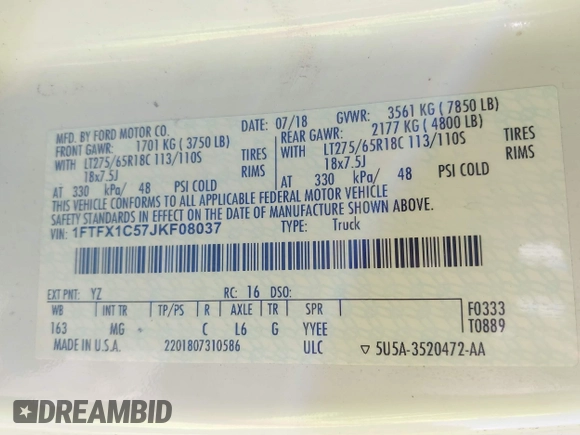 MFD. BY FORD MOTOR CO. DATE: 07/18 GVWR: 3561 KG ( 7850 LB)
FRONT GAWR: 1701 KG ( 3750 LB) REAR GAWR: 2177 KG ( 4800 LB)
WITH LT275/65R18C 113/110S TIRES WITH LT275/65R18C 113/110S TIRES
18x7.5J RIMS 18x7.5J RIMS
AT 330 kPa/ 48 PSI COLD AT 330 kPa/ 48 PSI COLD
THIS VEHICLE CONFORMS TO ALL APPLICABLE FEDERAL MOTOR VEHICLE
SAFETY STANDARDS IN EFFECT ON THE DATE OF MANUFACTURE SHOWN ABOVE.
VIN: 1FTFX1C57JKF08037 TYPE: Truck
EXT PNT: YZ RC: 16 DSO:
WB INT TR TP/PS R AXLE TR SPR F0333
163 MG C L6 G YYEE T0889
MADE IN U.S.A. 2201807310586 ULC ▽ 5U5A-3520472-AA
DREAMBID